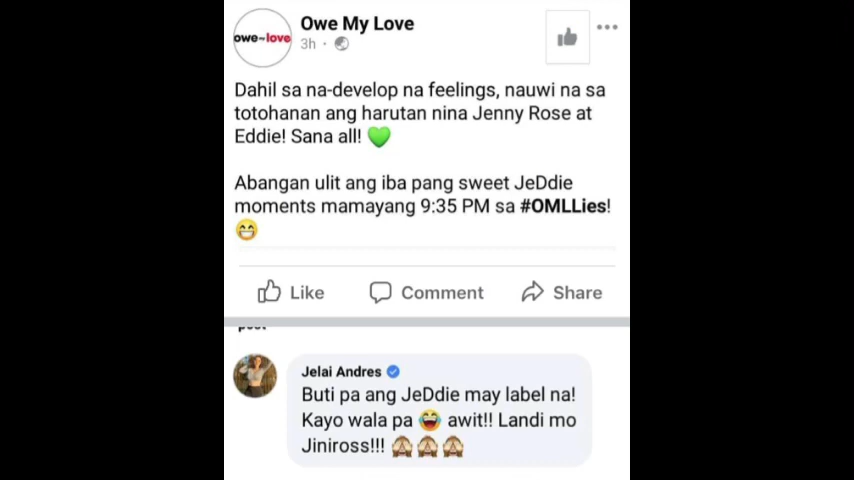 owe my love
Owe My Love
3h ·
Dahil sa na-develop na feelings, nauwi na sa
totohanan ang harutan nina Jenny Rose at
Eddie! Sana all! 💚
Abangan ulit ang iba pang sweet JeDdie
moments mamayang 9:35 PM sa #OMLLies!
😁
Like Comment Share
post
Jelai Andres
Buti pa ang JeDdie may label na!
Kayo wala pa 😂 awit!! Landi mo
Jiniross!!! 🙈🙈🙈